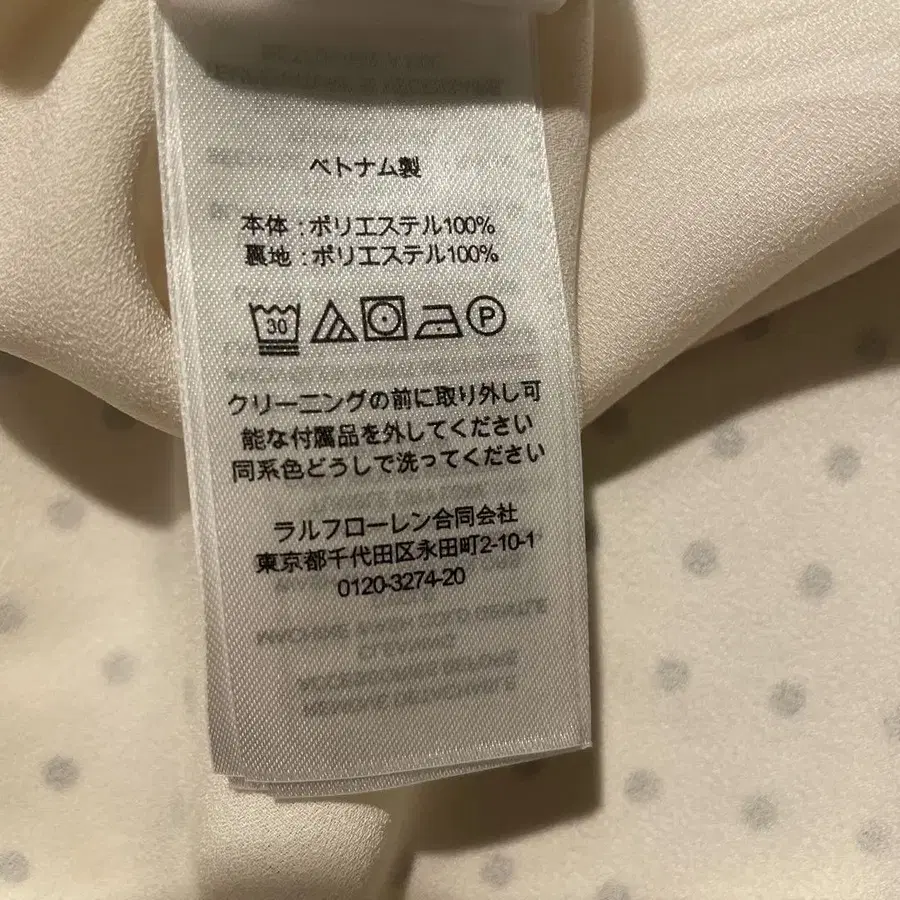 ベトナム製
本体：ポリエステル100%
裏地：ポリエステル100%
30 P
クリーニングの前に取り外し可
能な付属品を外してください
同系色どうしで洗ってください
ラルフローレン合同会社
東京都千代田区永田町2-10-1
0120-3274-20